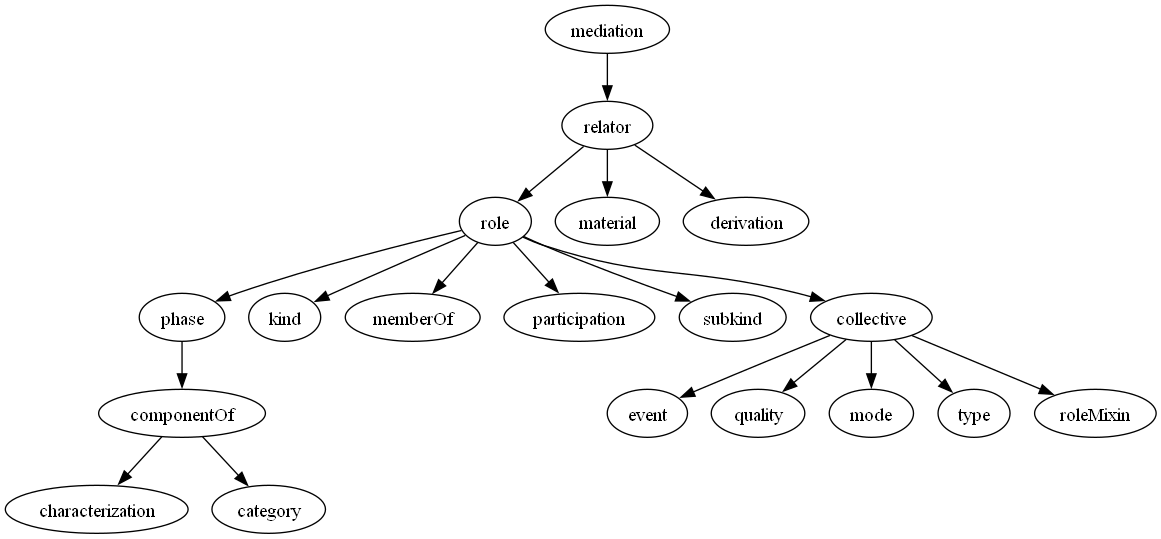 mediation
relator
role
material
derivation
phase
kind
memberOf
participation
subkind
collective
componentOf
event
quality
mode
type
roleMixin
characterization
category